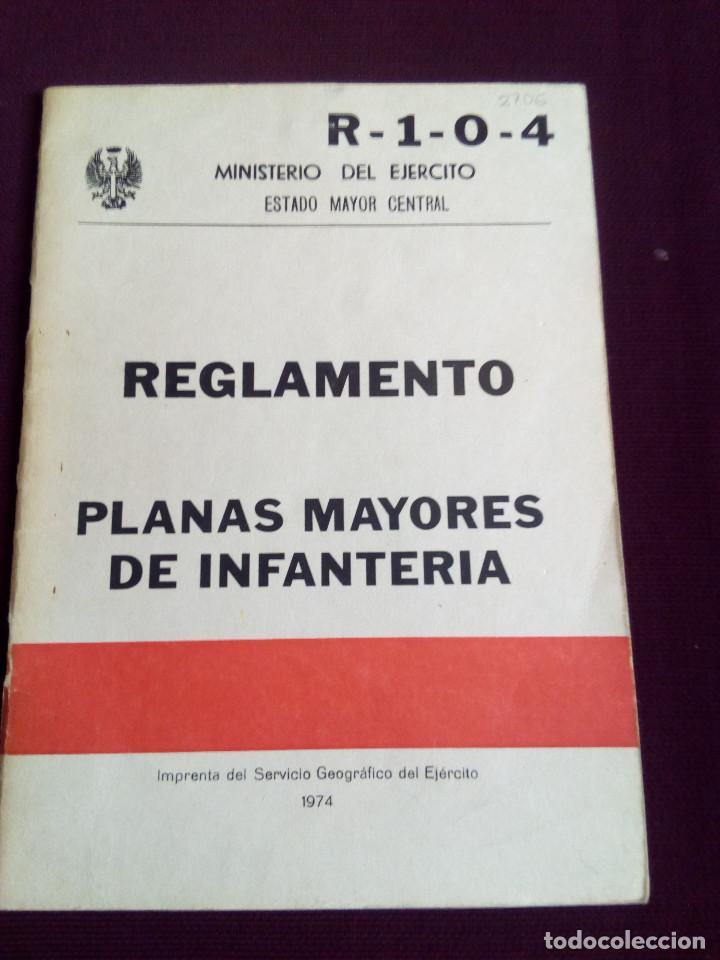 2706
R-1-0-4
MINISTERIO DEL EJERCITO
ESTADO MAYOR CENTRAL
REGLAMENTO
PLANAS MAYORES
DE INFANTERIA
Imprenta del Servicio Geográfico del Ejército
1974
todocoleccion